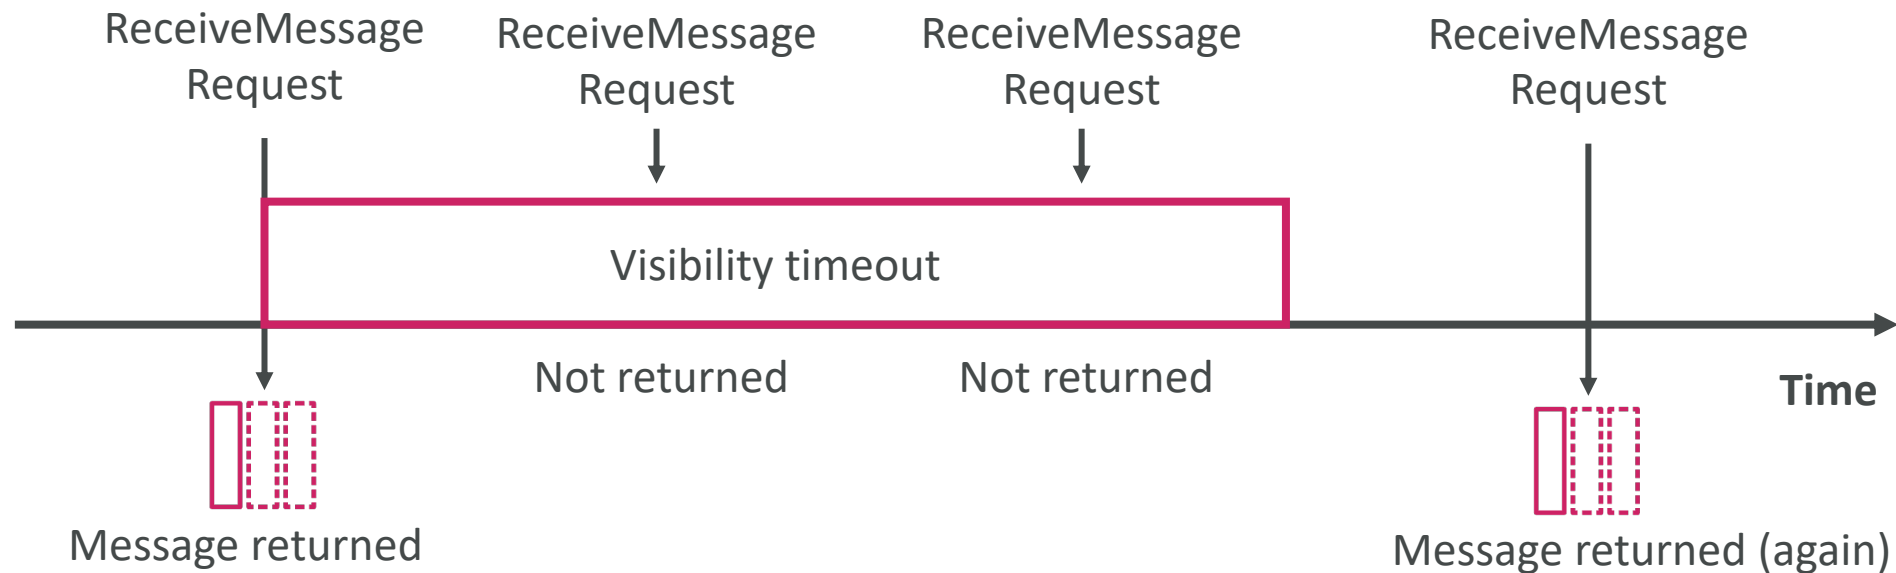 ReceiveMessage
Request
ReceiveMessage
Request
ReceiveMessage
Request
ReceiveMessage
Request
Visibility timeout
Not returned
Not returned
Time
Message returned
Message returned (again)